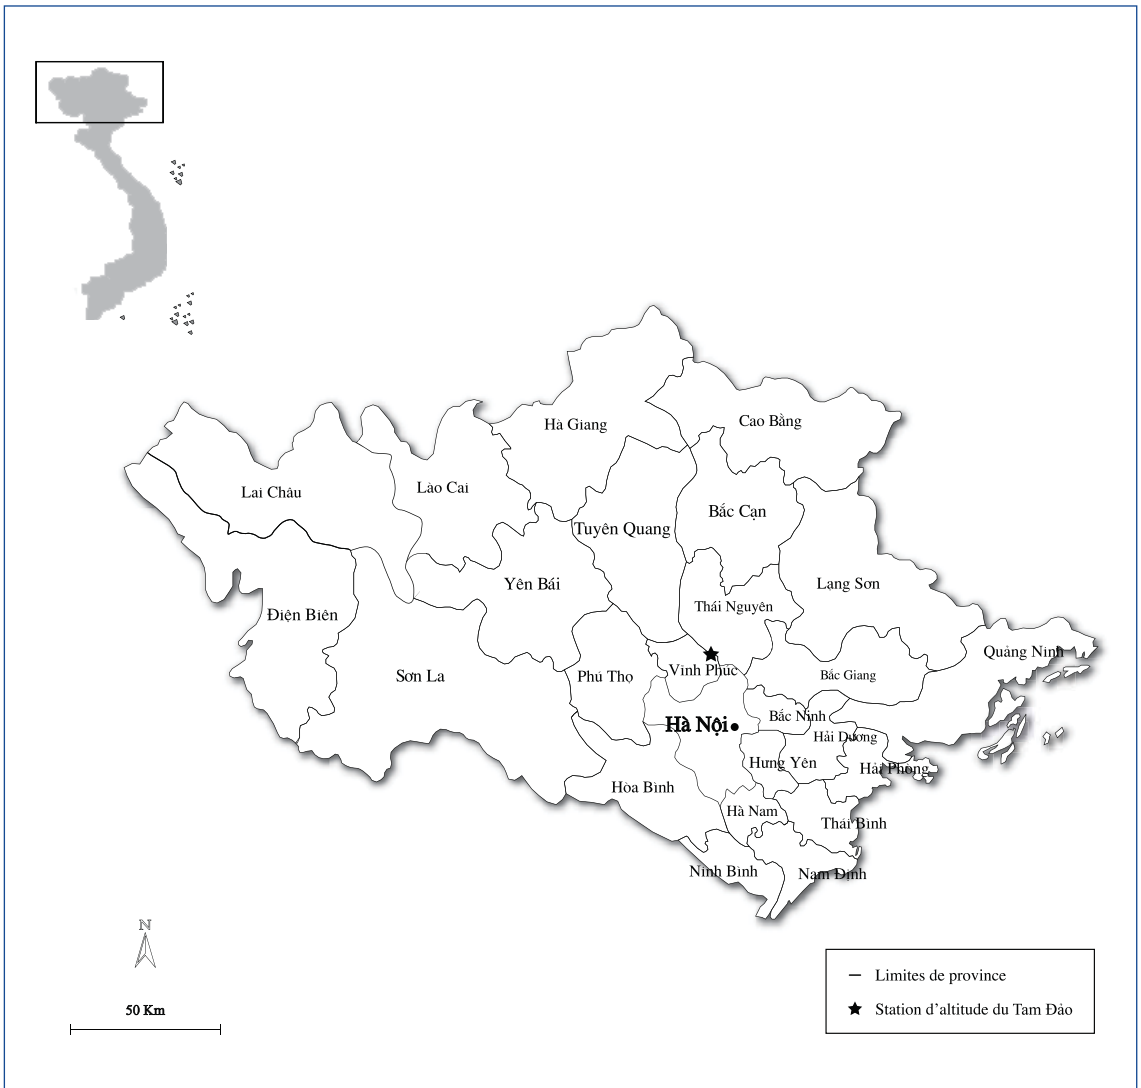 Hà Giang
Cao Bằng
Lai Châu
Lào Cai
Bắc Cạn
Tuyên Quang
Yên Bái
Lạng Sơn
Thái Nguyên
Điện Biên
Quảng Ninh
Sơn La
Phú Thọ
Vĩnh Phúc
Bắc Giang
Hà Nội
Bắc Ninh
Hải Dương
Hưng Yên
Hải Phòng
Hòa Bình
Hà Nam
Thái Bình
Ninh Bình
Nam Định
N
50 Km
Limites de province
Station d'altitude du Tam Đảo